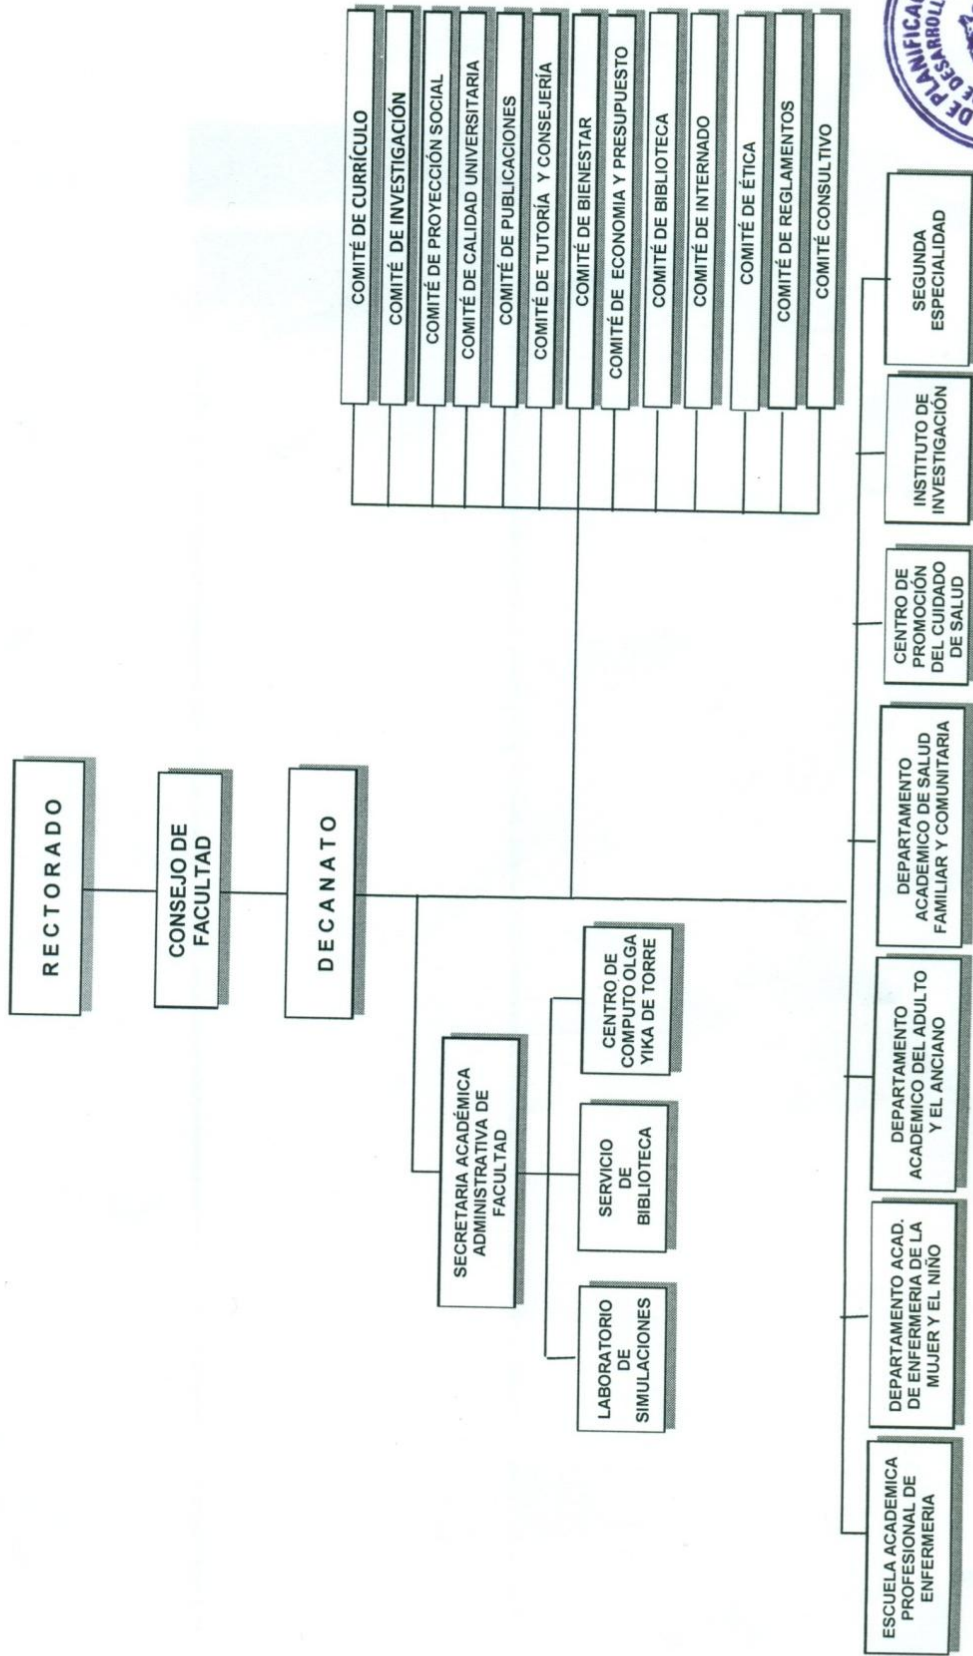 RECTORADO
CONSEJO DE
FACULTAD
DECANATO
SECRETARIA ACADÉMICA
ADMINISTRATIVA DE
FACULTAD
LABORATORIO
DE
SIMULACIONES
SERVICIO
DE
BIBLIOTECA
CENTRO DE
COMPUTO OLGA
YIKA DE TORRE
COMITÉ DE CURRÍCULO
COMITÉ DE INVESTIGACIÓN
COMITÉ DE PROYECCIÓN SOCIAL
COMITÉ DE CALIDAD UNIVERSITARIA
COMITÉ DE PUBLICACIONES
COMITÉ DE TUTORÍA Y CONSEJERÍA
COMITÉ DE BIENESTAR
COMITÉ DE ECONOMIA Y PRESUPUESTO
COMITÉ DE BIBLIOTECA
COMITÉ DE INTERNADO
COMITÉ DE ÉTICA
COMITÉ DE REGLAMENTOS
COMITÉ CONSULTIVO
ESCUELA ACADEMICA
PROFESIONAL DE
ENFERMERIA
DEPARTAMENTO ACAD.
DE ENFERMERIA DE LA
MUJER Y EL NIÑO
DEPARTAMENTO
ACADEMICO DEL ADULTO
Y EL ANCIANO
DEPARTAMENTO
ACADEMICO DE SALUD
FAMILIAR Y COMUNITARIA
CENTRO DE
PROMOCIÓN
DEL CUIDADO
DE SALUD
INSTITUTO DE
INVESTIGACIÓN
SEGUNDA
ESPECIALIDAD
DE PLANIFICA
E DESARROLL